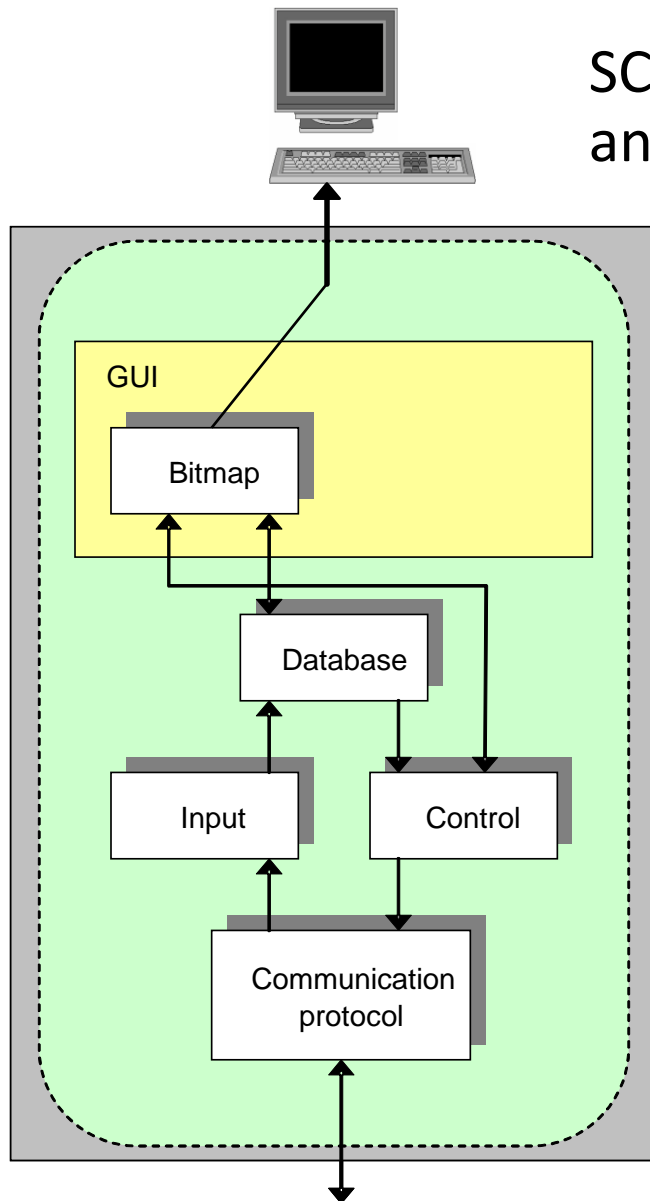 SC
an
GUI
Bitmap
Database
Input
Control
Communication
protocol